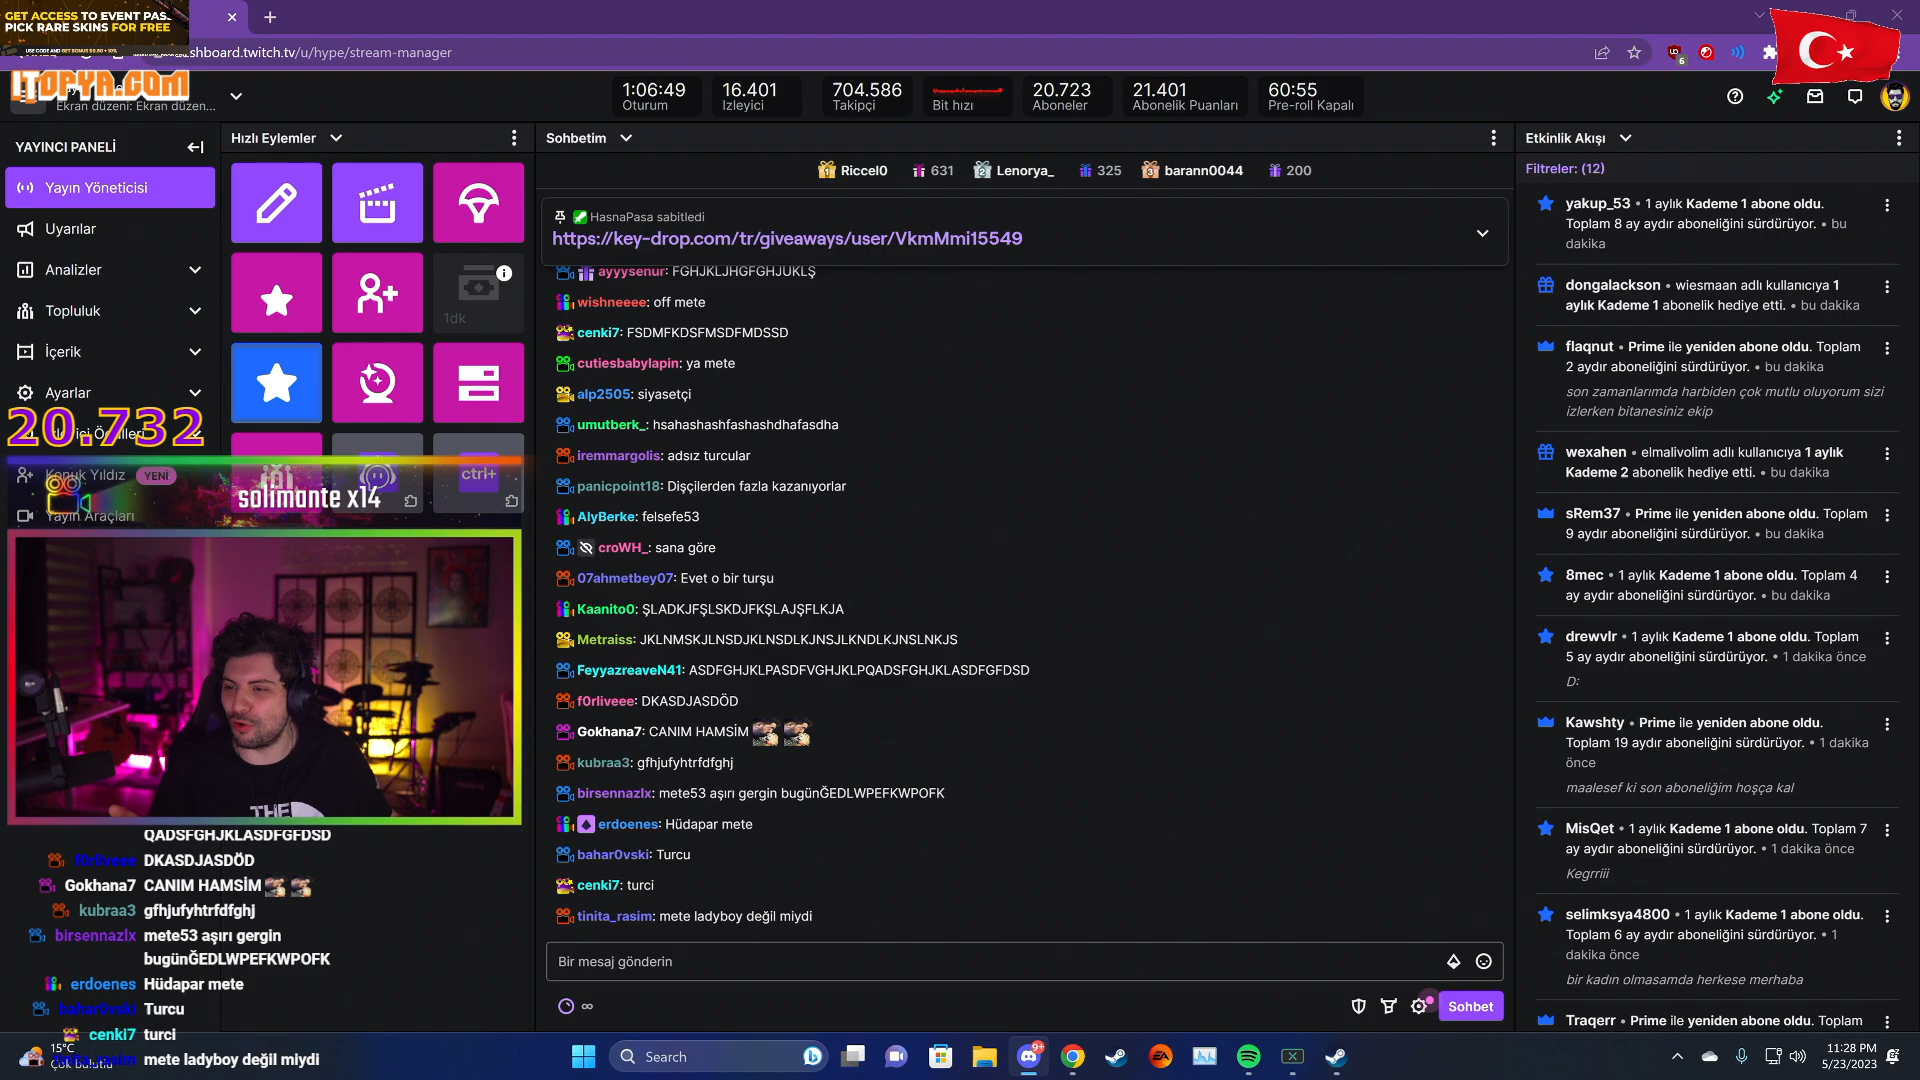 GET ACCESS TO EVENT PAS
PICK RARE SKINS FOR FREE
shboard.twitch.tv/u/hype/stream-manager
ITOPYA.COM
Ekran düzeni: Ekran düzen...
1:06:49
Oturum
16.401
İzleyici
704.586
Takipçi
Bit hızı
20.723
Aboneler
21.401
Abonelik Puanları
60:55
Pre-roll Kapalı
YAYINCI PANELİ
Yayın Yöneticisi
Uyarılar
Analizler
Topluluk
İçerik
Ayarlar
20.732
Konuk Yıldız YENİ
Yayın Araçları
salimante x14
Hızlı Eylemler
1dk
ctrl+
Sohbetim
Riccel0 631 Lenorya_ 325 barann0044 200
HasnaPasa sabitledi
https://key-drop.com/tr/giveaways/user/VkmMmi15549
ayyysenur: FGHJKLJHGFGHJUKLŞ
wishneeee: off mete
cenki7: FSDMFKDSFMSDFMDSSD
cutiesbabylapin: ya mete
alp2505: siyasetçi
umutberk_: hsahashashfashashdhafasdha
iremmargolis: adsız turcular
panicpoint18: Dişçilerden fazla kazanıyorlar
AlyBerke: felsefe53
croWH_: sana göre
07ahmetbey07: Evet o bir turşu
Kaanito0: ŞLADKJFŞLSKDJFKŞLAJŞFLKJA
Metraiss: JKLNMSKJLNSDJKLNSDLKJNSJLKNDLKJNSLNKJS
FeyyazreaveN41: ASDFGHJKLPASDFVGHJKLPQADSFGHJKLASDFGFDSD
f0rliveee: DKASDJASDÖD
Gokhana7: CANIM HAMSİM
kubraa3: gfhjufyhtrfdfghj
birsennazlx: mete53 aşırı gergin bugünĞEDLWPEFKWPOFK
erdoenes: Hüdapar mete
bahar0vski: Turcu
cenki7: turci
tinita_rasim: mete ladyboy değil miydi
Bir mesaj gönderin
Sohbet
Etkinlik Akışı
Filtreler: (12)
yakup_53 • 1 aylık Kademe 1 abone oldu.
Toplam 8 ay aydır aboneliğini sürdürüyor. • bu
dakika
dongalackson • wiesmaan adlı kullanıcıya 1
aylık Kademe 1 abonelik hediye etti. • bu dakika
flaqnut • Prime ile yeniden abone oldu. Toplam
2 aydır aboneliğini sürdürüyor. • bu dakika
son zamanlarımda harbiden çok mutlu oluyorum sizi
izlerken bitanesiniz ekip
wexahen • elmalivolim adlı kullanıcıya 1 aylık
Kademe 2 abonelik hediye etti. • bu dakika
sRem37 • Prime ile yeniden abone oldu. Toplam
9 aydır aboneliğini sürdürüyor. • bu dakika
8mec • 1 aylık Kademe 1 abone oldu. Toplam 4
ay aydır aboneliğini sürdürüyor. • bu dakika
drewvlr • 1 aylık Kademe 1 abone oldu. Toplam
5 ay aydır aboneliğini sürdürüyor. • 1 dakika önce
D:
Kawshty • Prime ile yeniden abone oldu.
Toplam 19 aydır aboneliğini sürdürüyor. • 1 dakika
önce
maalesef ki son aboneliğim hoşça kal
MisQet • 1 aylık Kademe 1 abone oldu. Toplam 7
ay aydır aboneliğini sürdürüyor. • 1 dakika önce
Kegrriii
selimksya4800 • 1 aylık Kademe 1 abone oldu.
Toplam 6 ay aydır aboneliğini sürdürüyor. • 1
dakika önce
bir kadın olmasamda herkese merhaba
Traqerr • Prime ile yeniden abone oldu. Toplam
THE
QADSFGHJKLASDFGFDSD
f0rliveee DKASDJASDÖD
Gokhana7 CANIM HAMSİM
kubraa3 gfhjufyhtrfdfghj
birsennazlx mete53 aşırı gergin
bugünĞEDLWPEFKWPOFK
erdoenes Hüdapar mete
bahar0vski Turcu
cenki7 turci
tinita_rasim mete ladyboy değil miydi
15°C
Çok bulutlu
Search
9+
11:28 PM
5/23/2023